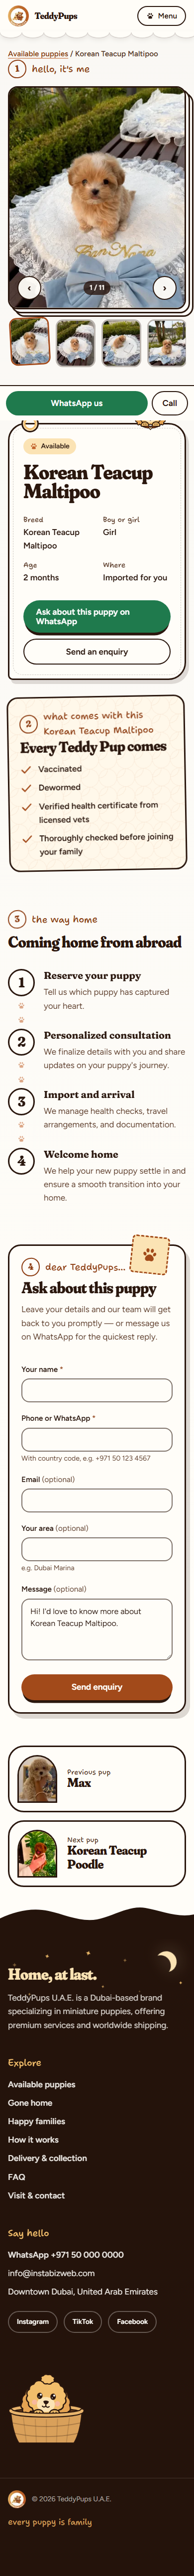 TeddyPups
Menu
Available puppies / Korean Teacup Maltipoo
1 hello, it's me
1 / 11
WhatsApp us
Call
Available
Korean Teacup
Maltipoo
Breed
Boy or girl
Korean Teacup
Maltipoo
Girl
Age
Where
2 months
Imported for you
Ask about this puppy on
WhatsApp
Send an enquiry
2 what comes with this
Korean Teacup Maltipoo
Every Teddy Pup comes
Vaccinated
Dewormed
Verified health certificate from
licensed vets
Thoroughly checked before joining
your family
3 the way home
Coming home from abroad
1
Reserve your puppy
Tell us which puppy has captured
your heart.
2
Personalized consultation
We finalize details with you and share
updates on your puppy's journey.
3
Import and arrival
We manage health checks, travel
arrangements, and documentation.
4
Welcome home
We help your new puppy settle in and
ensure a smooth transition into your
home.
4 dear TeddyPups...
Ask about this puppy
Leave your details and our team will get
back to you promptly — or message us
on WhatsApp for the quickest reply.
Your name *
Phone or WhatsApp *
With country code, e.g. +971 50 123 4567
Email (optional)
Your area (optional)
e.g. Dubai Marina
Message (optional)
Hi! I'd love to know more about
Korean Teacup Maltipoo.
Send enquiry
Previous pup
Max
Next pup
Korean Teacup
Poodle
Home, at last.
TeddyPups U.A.E. is a Dubai-based brand
specializing in miniature puppies, offering
premium services and worldwide shipping.
Explore
Available puppies
Gone home
Happy families
How it works
Delivery & collection
FAQ
Visit & contact
Say hello
WhatsApp +971 50 000 0000
info@instabizweb.com
Downtown Dubai, United Arab Emirates
Instagram
TikTok
Facebook
© 2026 TeddyPups U.A.E.
every puppy is family